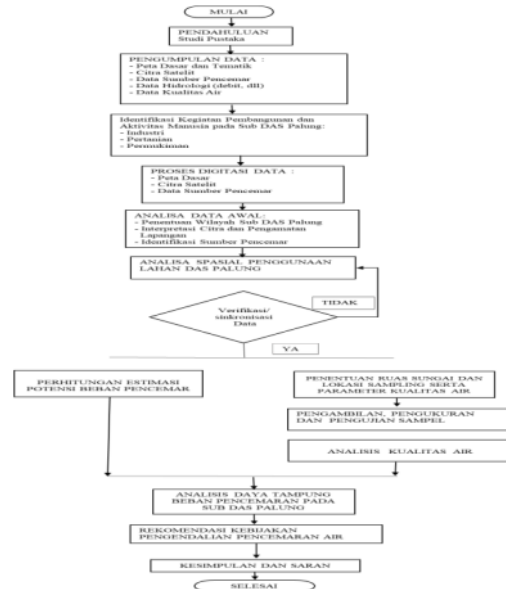 MULAI
PENDAHULUAN
Studi Pustaka
PENGUMPULAN DATA :
- Peta Dasar dan Tematik
- Citra Satelit
- Data Sumber Pencemar
- Data Hidrologi (debit, dll)
- Data Kualitas Air
Identifikasi Kegiatan Pembangunan dan
Aktivitas Manusia pada Sub DAS Palung:
- Industri
- Pertanian
- Permukiman
PROSES DIGITASI DATA :
- Peta Dasar
- Citra Satelit
- Data Sumber Pencemar
ANALISA DATA AWAL:
- Penentuan Wilayah Sub DAS Palung
- Interpretasi Citra dan Pengamatan
Lapangan
- Identifikasi Sumber Pencemar
ANALISA SPASIAL PENGGUNAAN
LAHAN DAS PALUNG
TIDAK
Verifikasi/
sinkronisasi
Data
YA
PERHITUNGAN ESTIMASI
POTENSI BEBAN PENCEMAR
PENENTUAN RUAS SUNGAI DAN
LOKASI SAMPLING SERTA
PARAMETER KUALITAS AIR
PENGAMBILAN, PENGUKURAN
DAN PENGUJIAN SAMPEL
ANALISIS KUALITAS AIR
ANALISIS DAYA TAMPUNG
BEBAN PENCEMARAN PADA
SUB DAS PALUNG
REKOMENDASI KEBIJAKAN
PENGENDALIAN PENCEMARAN AIR
KESIMPULAN DAN SARAN
SELESAI